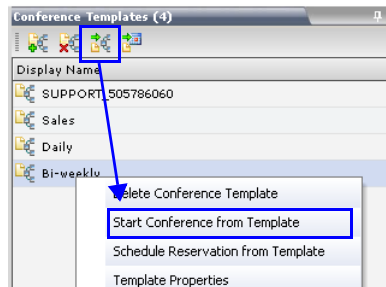 Conference Templates (4)
Display Name
SUPPORT_505786060
Sales
Daily
Bi-weekly
Delete Conference Template
Start Conference from Template
Schedule Reservation from Template
Template Properties